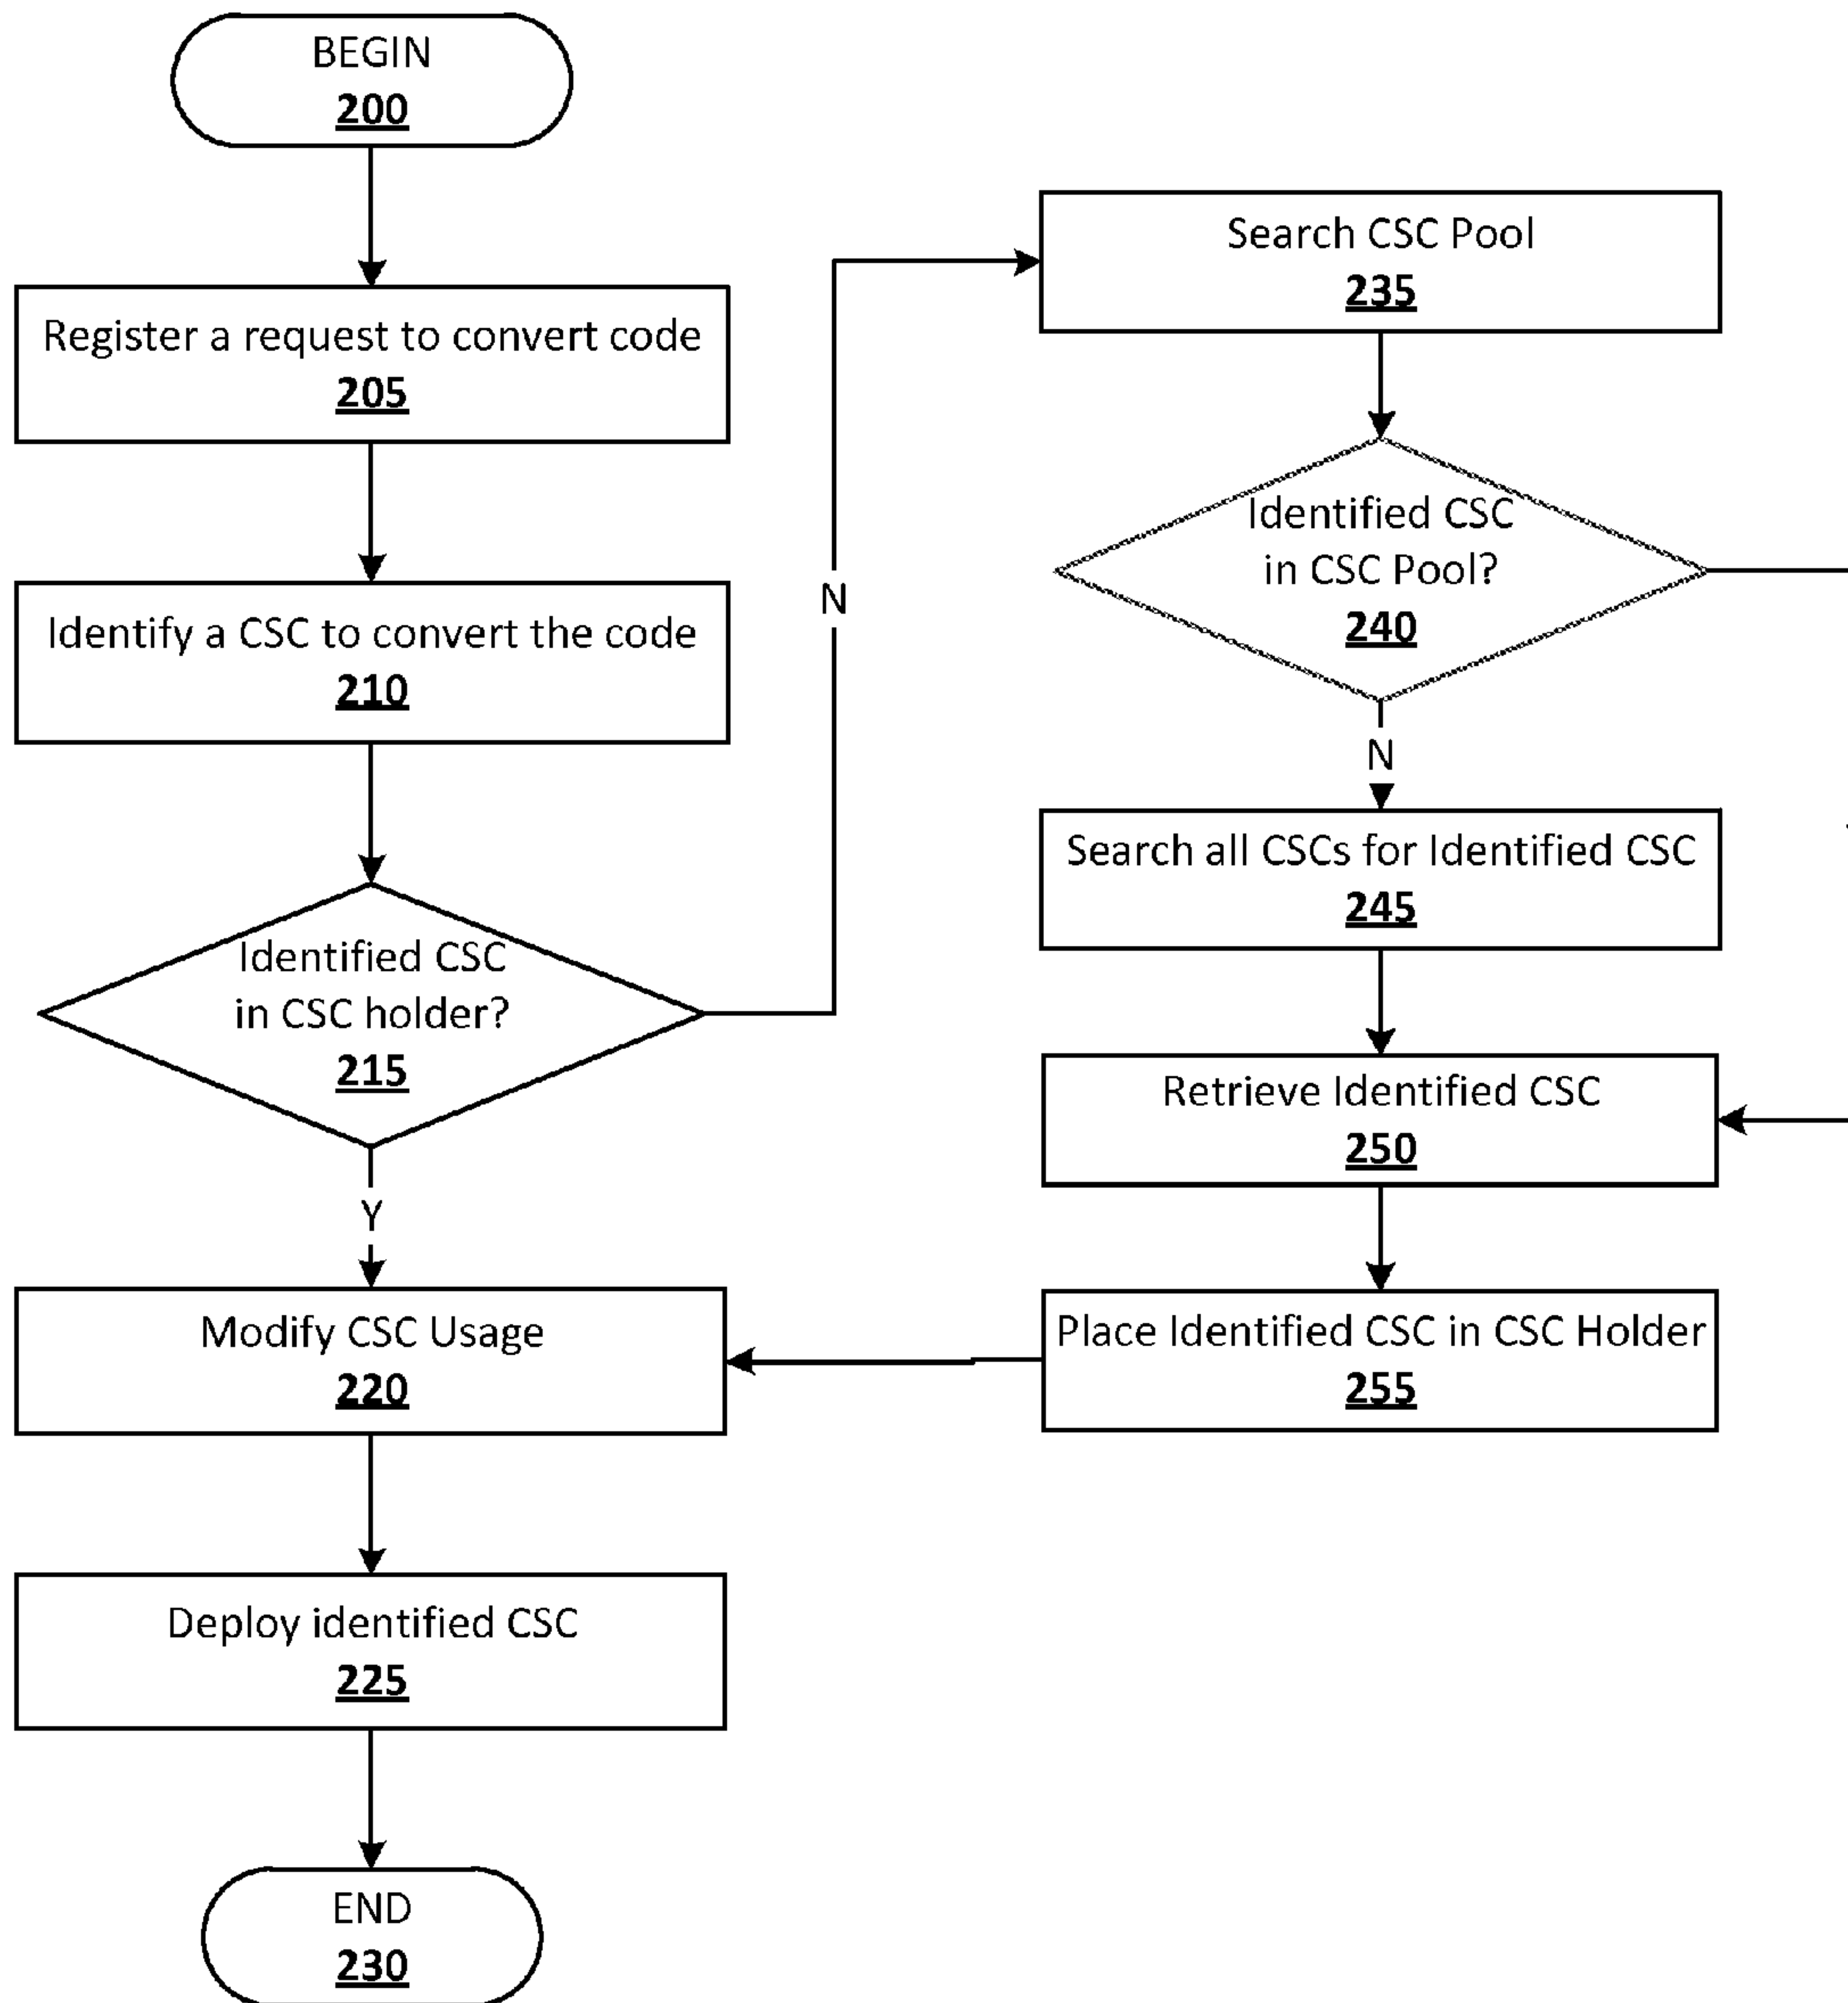 BEGIN
200
Register a request to convert code
205
Identify a CSC to convert the code
210
Identified CSC
in CSC holder?
215
Y
Modify CSC Usage
220
Deploy identified CSC
225
END
230
N
Search CSC Pool
235
Identified CSC
in CSC Pool?
240
N
Search all CSCs for Identified CSC
245
Retrieve Identified CSC
250
Place Identified CSC in CSC Holder
255